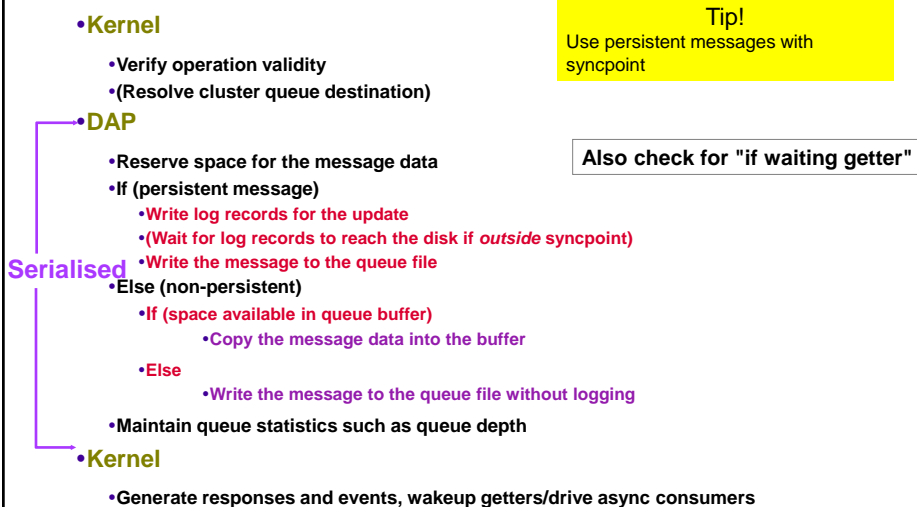 •Kernel
Tip!
Use persistent messages with
syncpoint
•Verify operation validity
•(Resolve cluster queue destination)
•DAP
•Reserve space for the message data
Also check for "if waiting getter"
•If (persistent message)
•Write log records for the update
•(Wait for log records to reach the disk if outside syncpoint)
•Write the message to the queue file
Serialised
•Else (non-persistent)
•If (space available in queue buffer)
•Copy the message data into the buffer
•Else
•Write the message to the queue file without logging
•Maintain queue statistics such as queue depth
•Kernel
•Generate responses and events, wakeup getters/drive async consumers